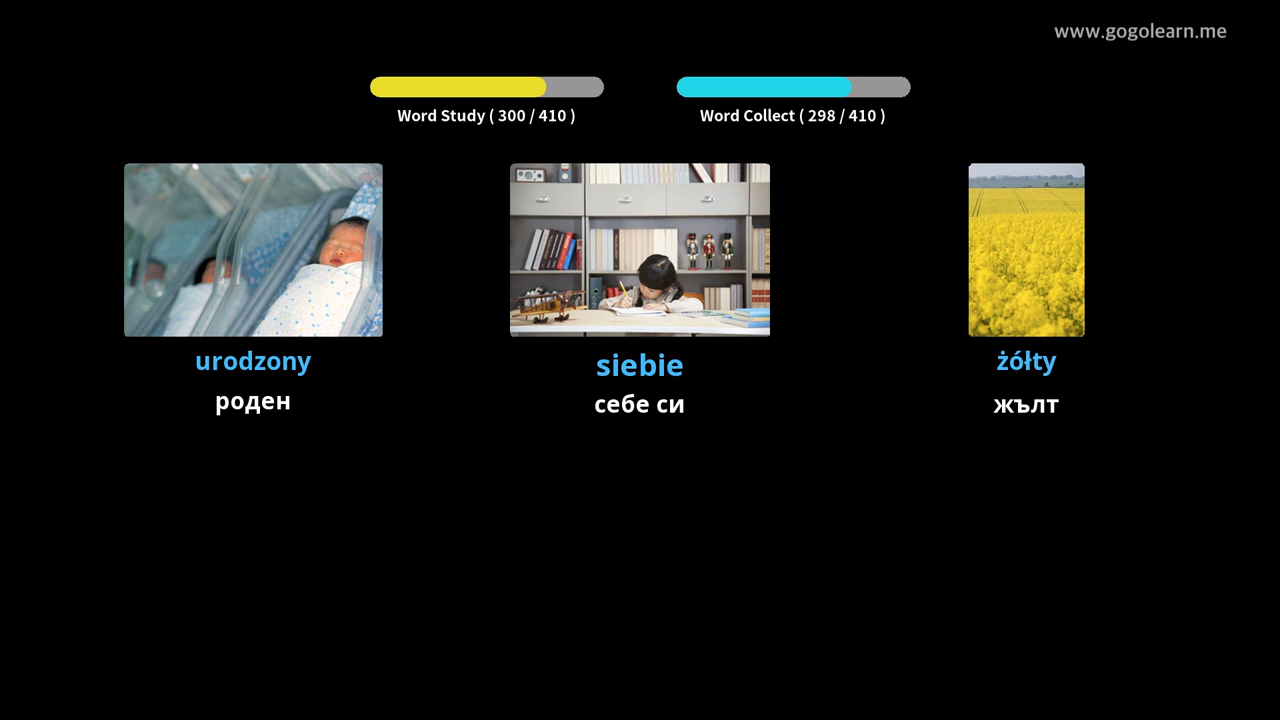 www.gogolearn.me
Word Study ( 300 / 410 )
Word Collect ( 298 / 410 )
urodzony
роден
siebie
себе си
żółty
жълт